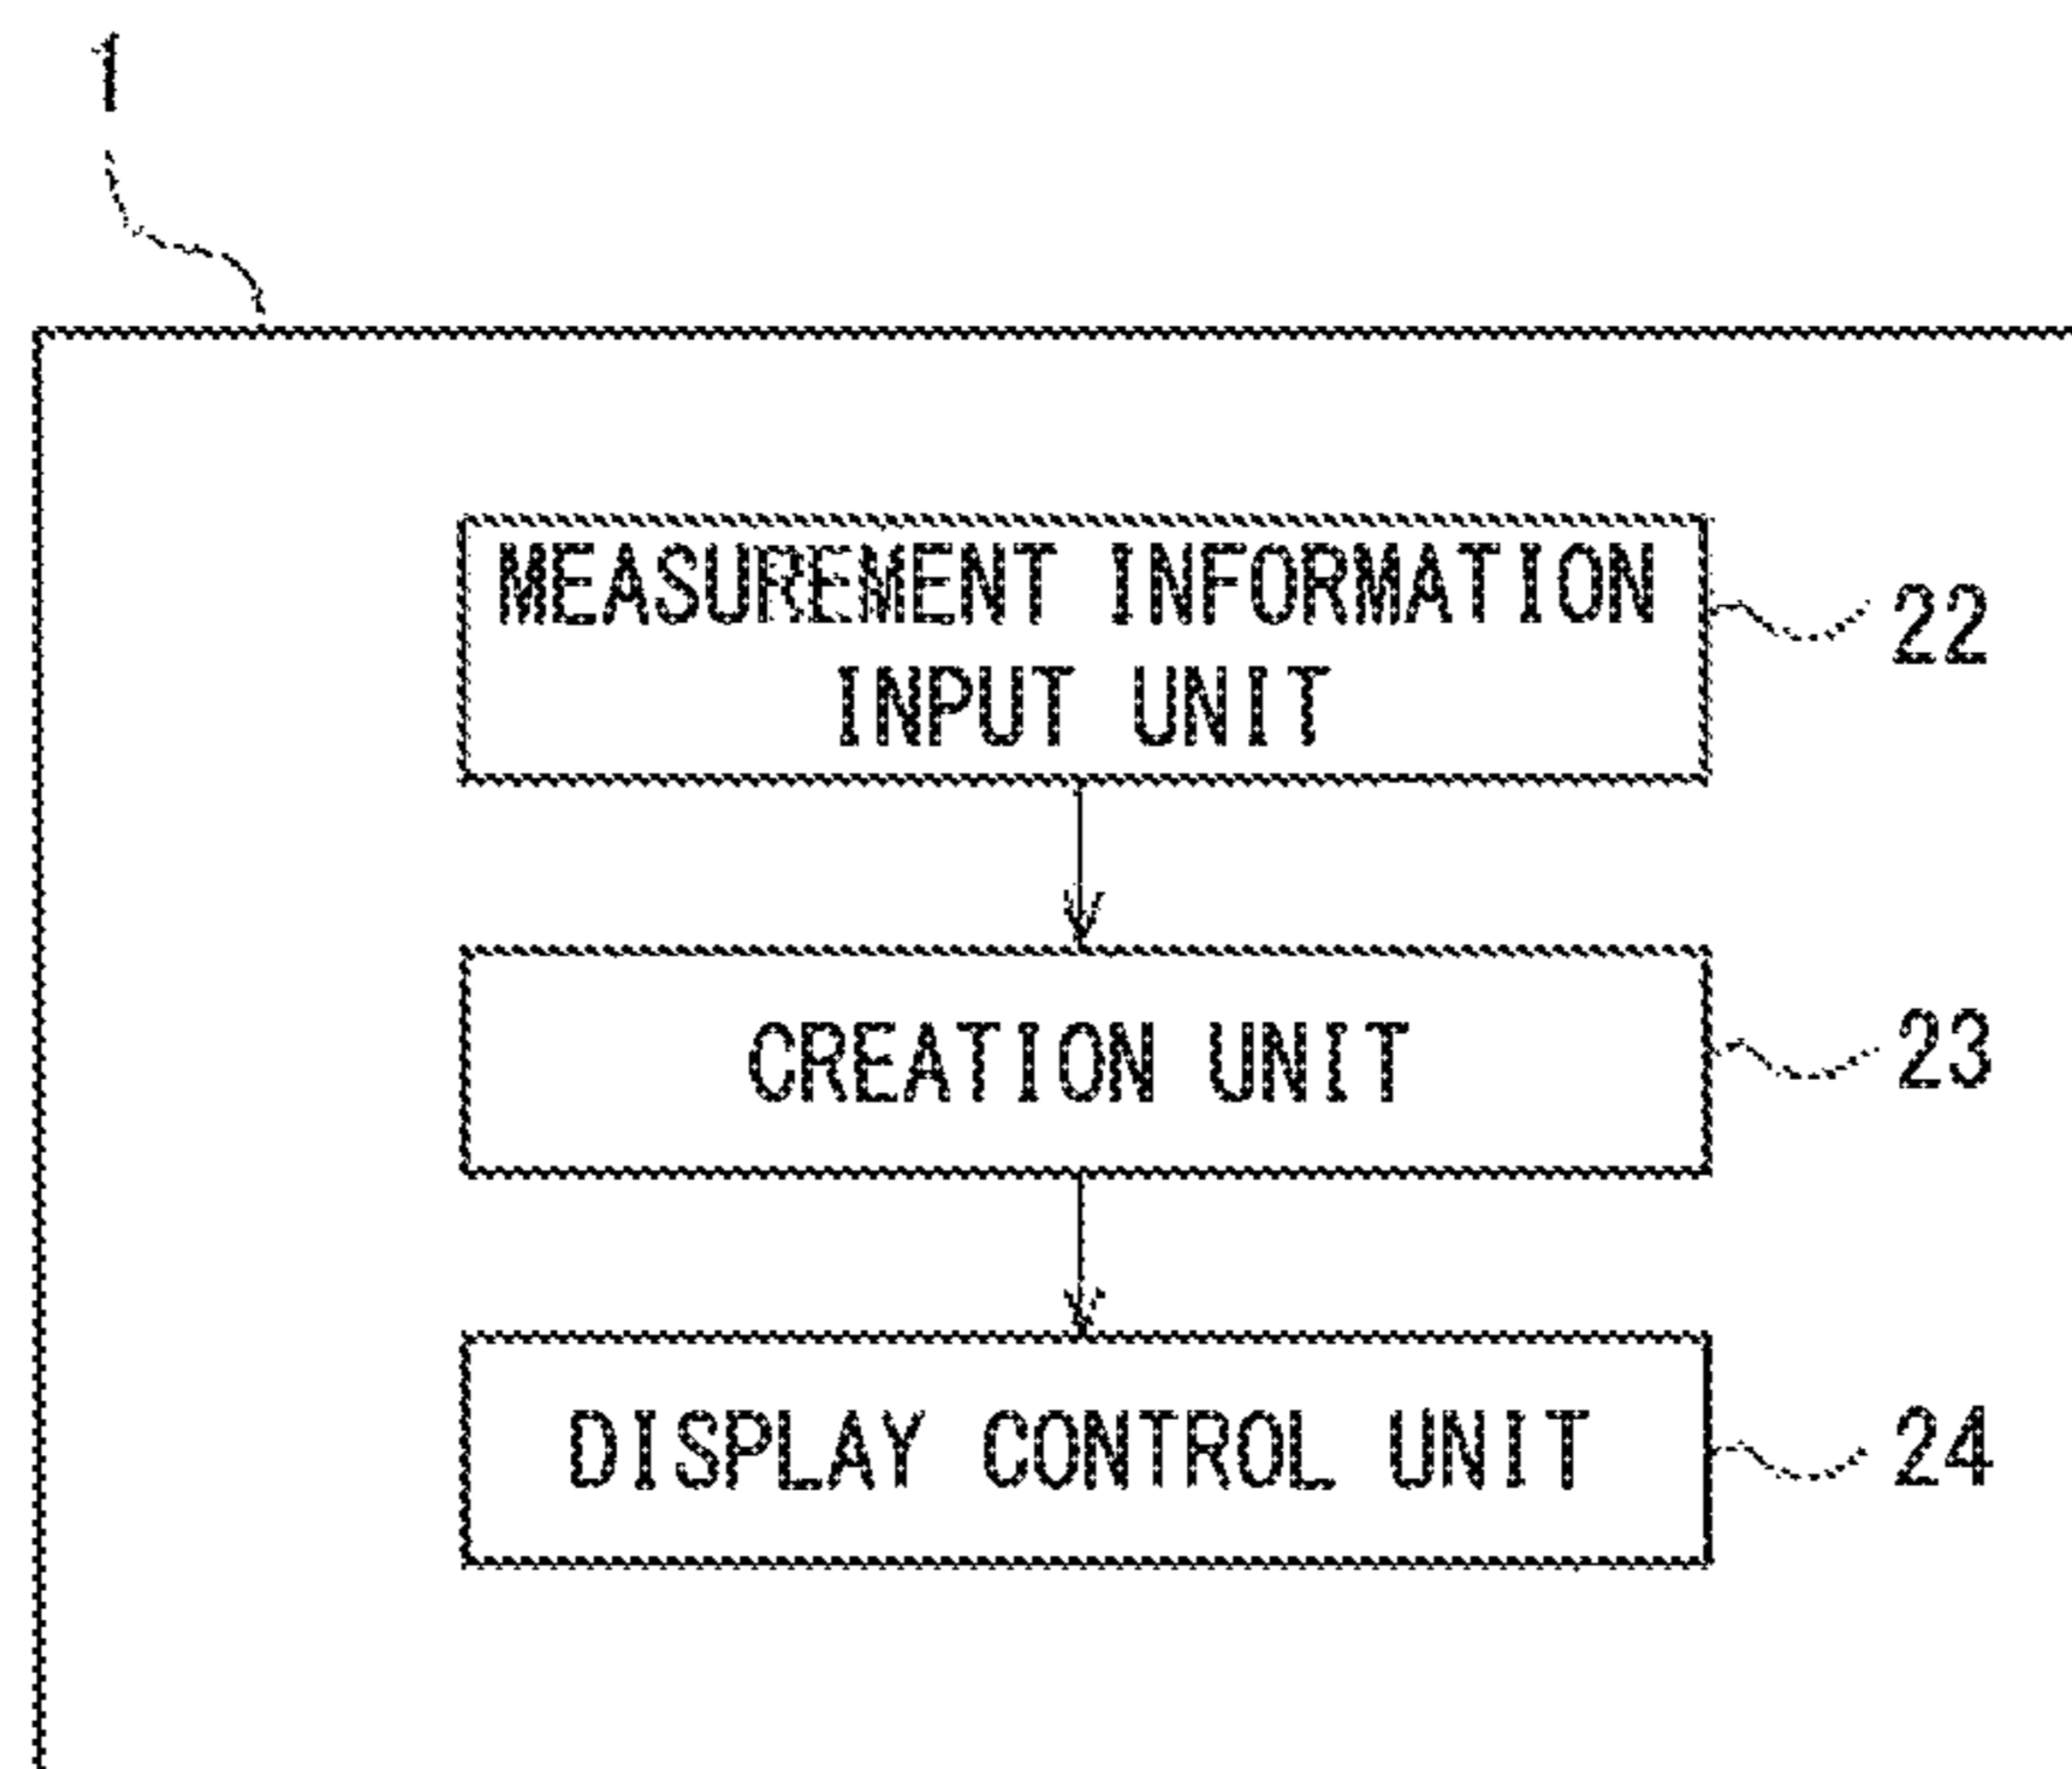 1
MEASUREMENT INFORMATION
INPUT UNIT
22
CREATION UNIT
23
DISPLAY CONTROL UNIT
24